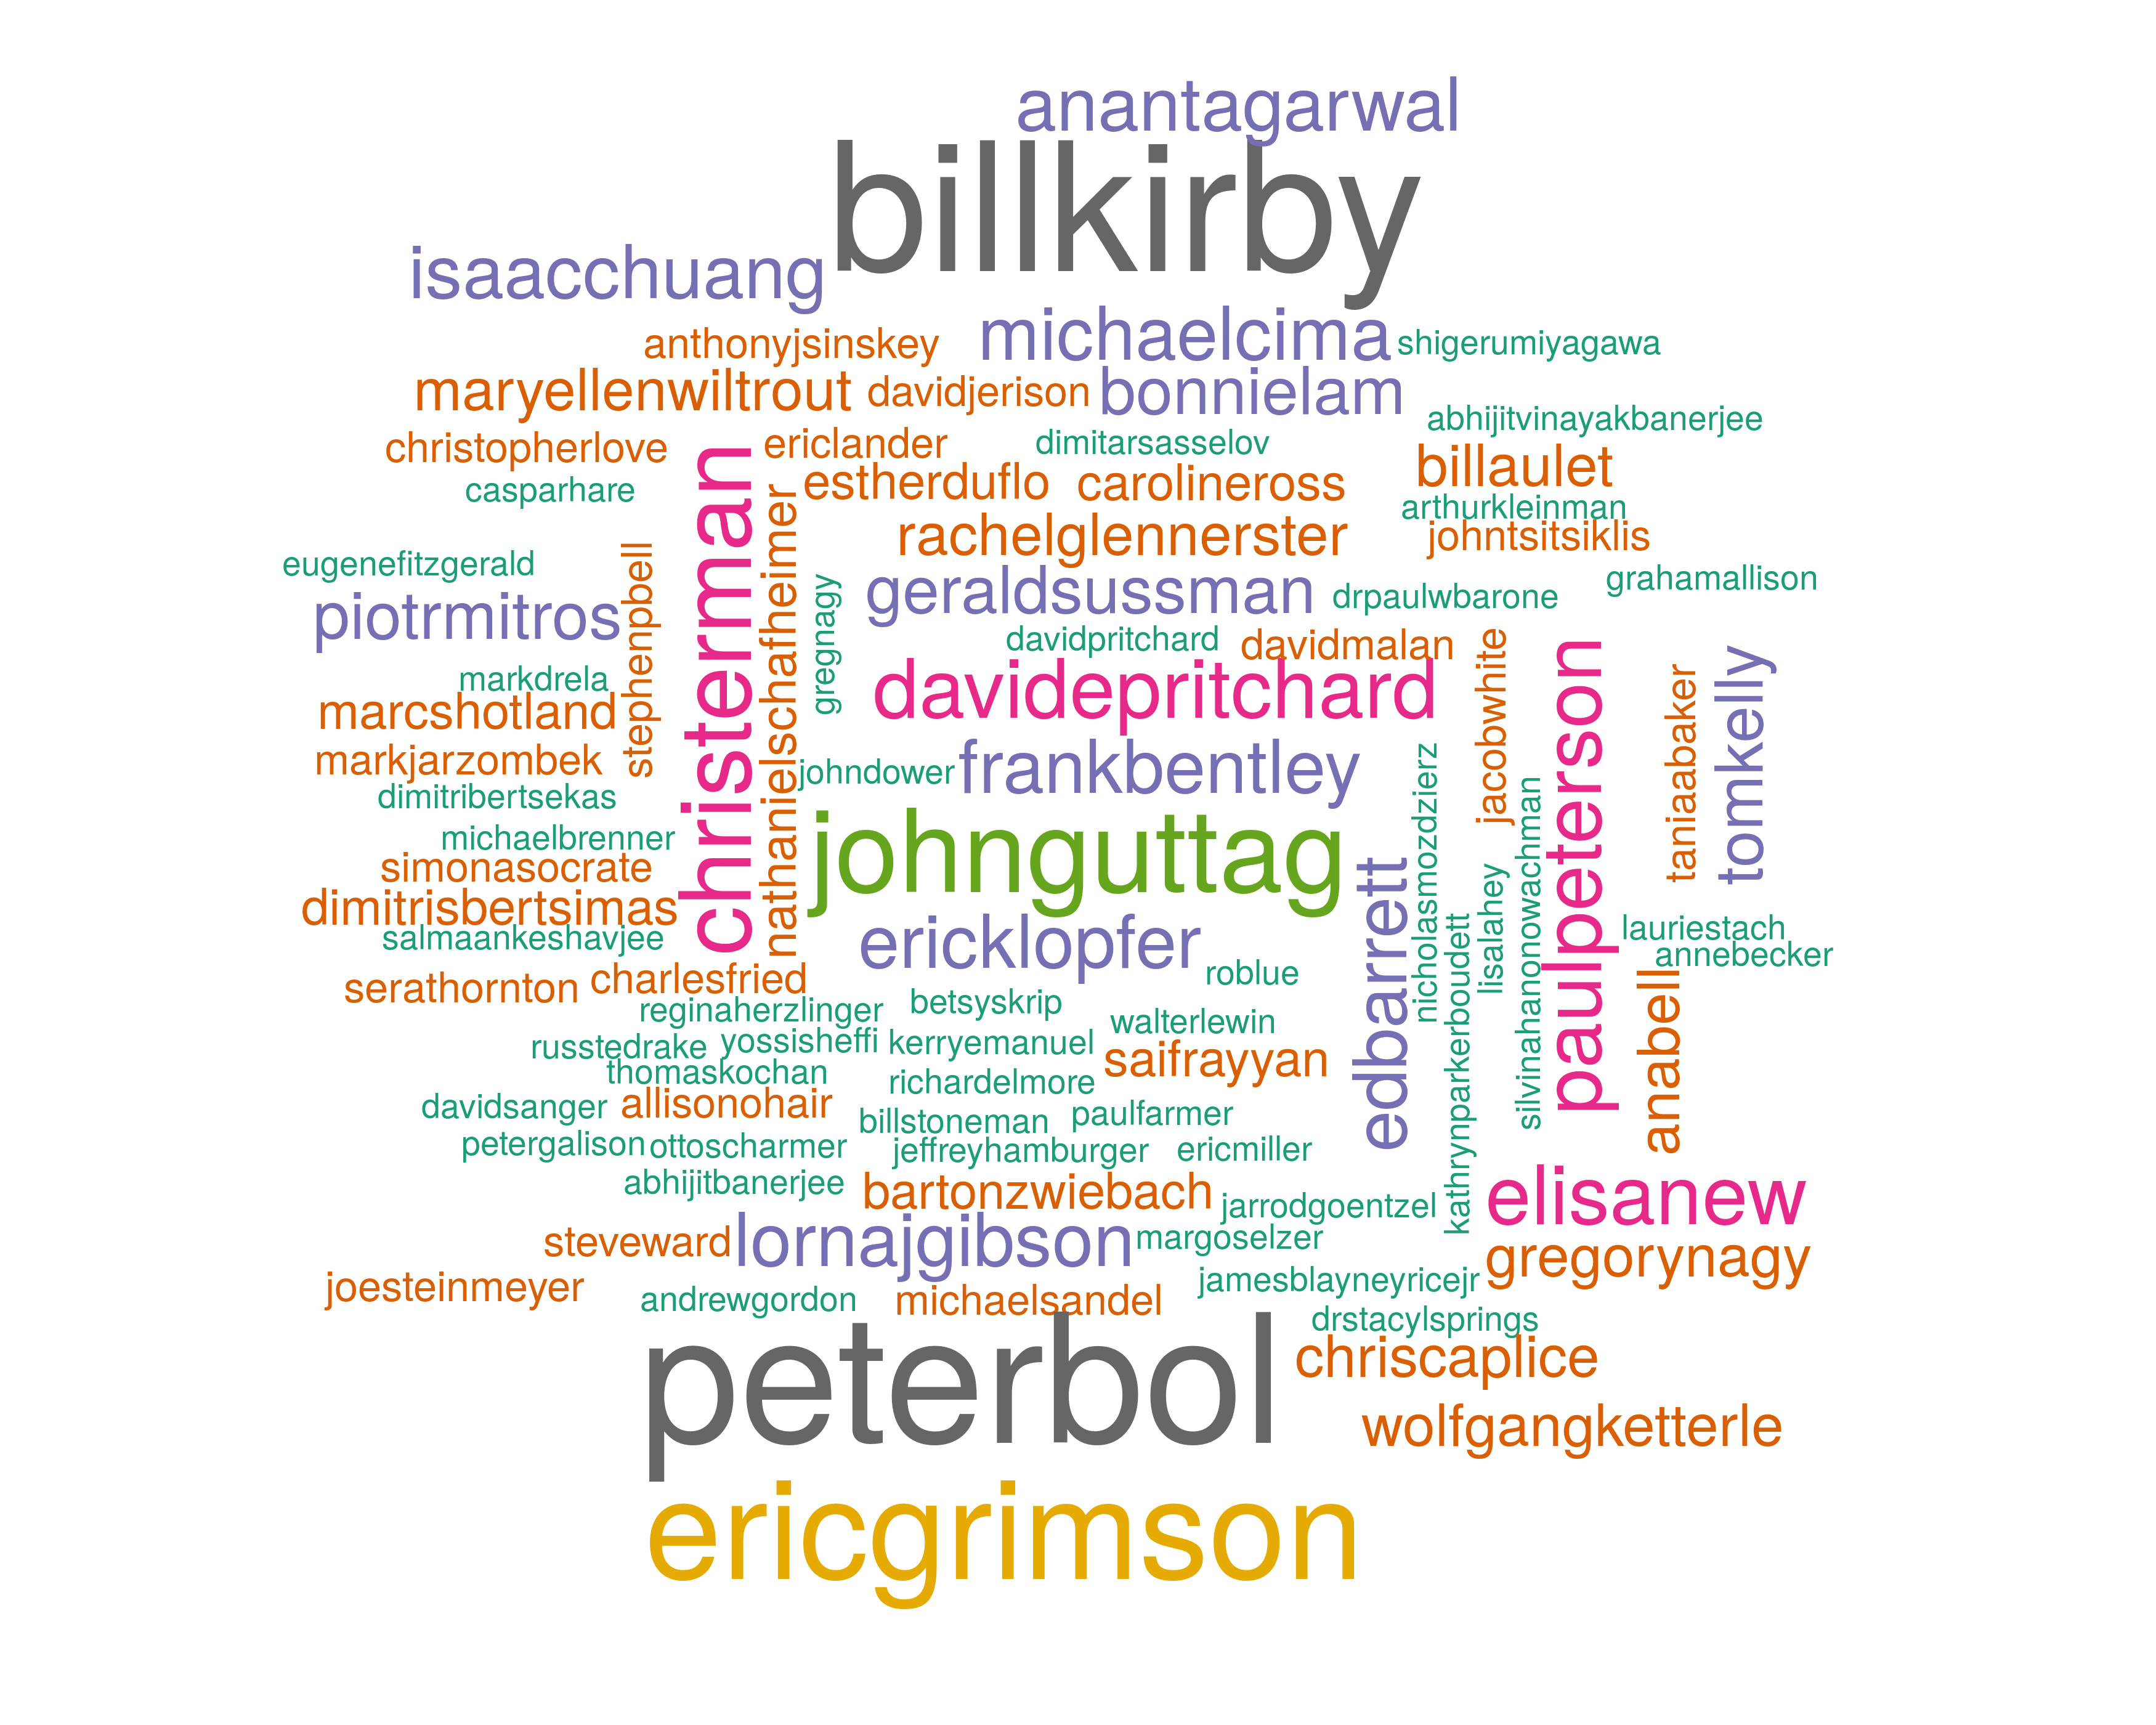 anantagarwal
billkirby
isaacchuang
michaelcima
anthonyjsinskey
shigerumiyagawa
maryellenwiltrout
davidjerison
bonnielam
abhijitvinayakbanerjee
christopherlove
christerman
ericlander
dimitarsasselov
billaulet
casparhare
nathanielschafheimer
estherduflo
carolineross
arthurkleinman
rachelglennerster
johntsitsiklis
eugenefitzgerald
stephenpbell
gregnagy
geraldsussman
drpaulwbarone
grahamallison
piotrmitros
davidpritchard
davidmalan
jacobwhite
paulpeterson
taniaabaker
tomkelly
markdrela
marcshotland
davidepritchard
markjarzombek
johndower
frankbentley
nicholasmozdzierz
dimitribertsekas
silvinahanonowachman
michaelbrenner
johnguttag
simonasocrate
edbarrett
lisalahey
dimitrisbertsimas
salmaankeshavjee
ericklopfer
kathrynparkerboudett
lauriestach
annebecker
serathornton
charlesfried
roblue
anabell
reginaherzlinger
betsyskrip
walterlewin
russtedrake
yossisheffi
kerryemanuel
saifrayyan
thomaskochan
richardelmore
davidsanger
allisonohair
billstoneman
paulfarmer
petergalison
ottoscharmer
jeffreyhamburger
ericmiller
abhijitbanerjee
bartonzwiebach
jarrodgoentzel
elisanew
steveward
lornajgibson
margoselzer
gregorynagy
joesteinmeyer
andrewgordon
michaelsandel
jamesblayneyricejr
drstacylsprings
peterbol
chriscaplice
wolfgangketterle
ericgrimson